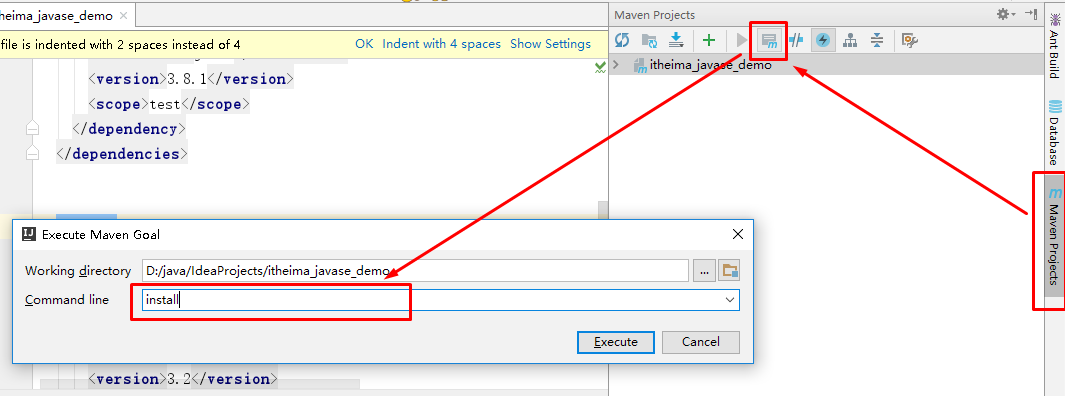 heima_javase_demo
file is indented with 2 spaces instead of 4
OK Indent with 4 spaces Show Settings
<version>3.8.1</version>
<scope>test</scope>
</dependency>
</dependencies>
Maven Projects
itheima_javase_demo
Ant Build
Database
Maven Projects
Execute Maven Goal
Working directory D:/java/IdeaProjects/itheima_javase_demo ...
Command line install
Execute Cancel
<version>3.2</version>